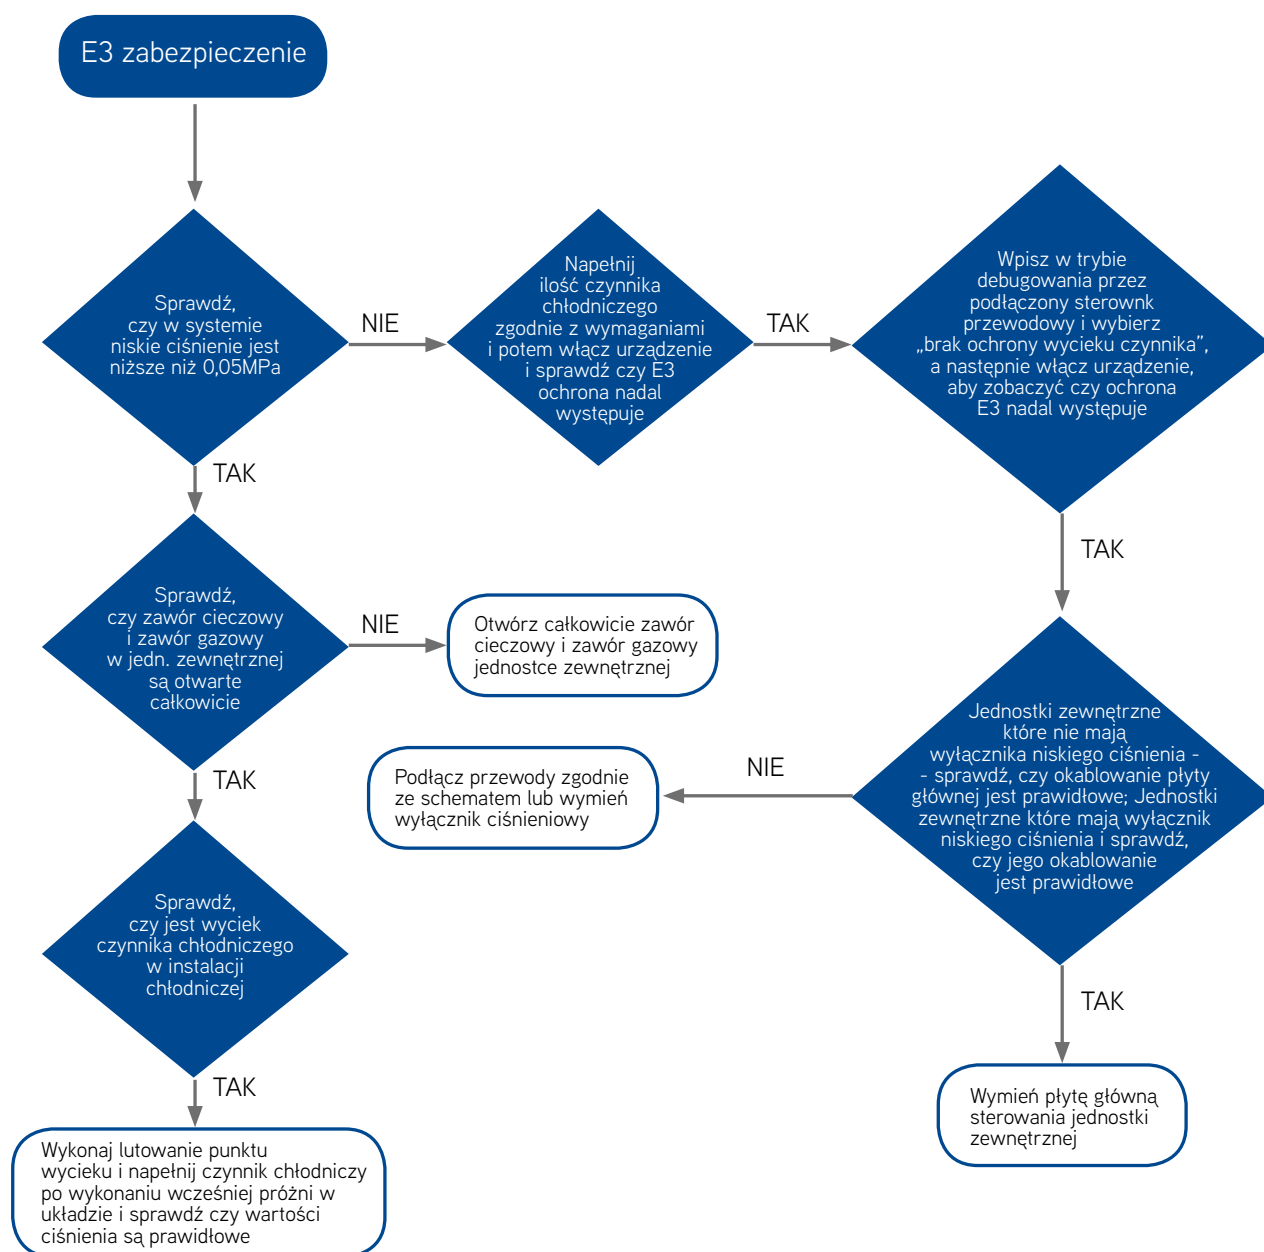 E3 zabezpieczenie
Sprawdź,
czy w systemie
niskie ciśnienie jest
niższe niż 0,05MPa
NIE
Napełnij
ilość czynnika
chłodniczego
zgodnie z wymaganiami
i potem włącz urządzenie
i sprawdź czy E3
ochrona nadal
występuje
TAK
Wpisz w trybie
debugowania przez
podłączony sterownk
przewodowy i wybierz
„brak ochrony wycieku czynnika”,
a następnie włącz urządzenie,
aby zobaczyć czy ochrona
E3 nadal występuje
TAK
TAK
Sprawdź,
czy zawór cieczowy
i zawór gazowy
w jedn. zewnętrznej
są otwarte
całkowicie
NIE
Otwórz całkowicie zawór
cieczowy i zawór gazowy
jednostce zewnętrznej
Jednostki zewnętrzne
które nie mają
wyłącznika niskiego ciśnienia -
- sprawdź, czy okablowanie płyty
głównej jest prawidłowe; Jednostki
zewnętrzne które mają wyłącznik
niskiego ciśnienia i sprawdź,
czy jego okablowanie
jest prawidłowe
NIE
Podłącz przewody zgodnie
ze schematem lub wymień
wyłącznik ciśnieniowy
TAK
Sprawdź,
czy jest wyciek
czynnika chłodniczego
w instalacji
chłodniczej
TAK
Wymień płytę główną
sterowania jednostki
zewnętrznej
TAK
Wykonaj lutowanie punktu
wycieku i napełnij czynnik chłodniczy
po wykonaniu wcześniej próżni w
układzie i sprawdź czy wartości
ciśnienia są prawidłowe